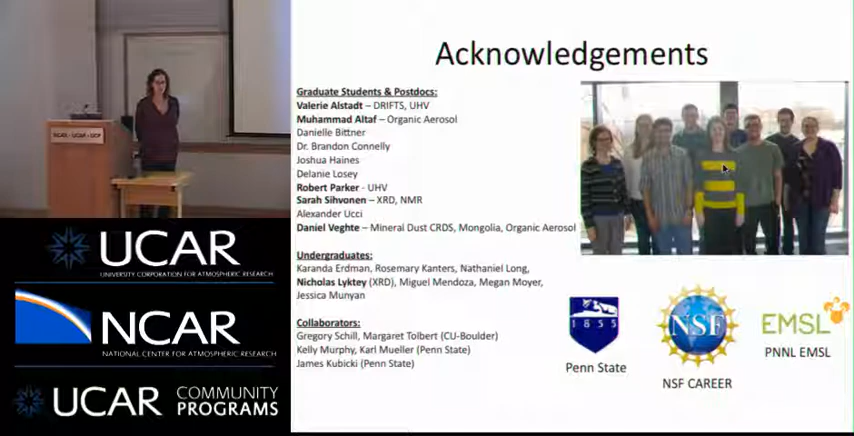 Acknowledgements
Graduate Students & Postdocs:
Valerie Alstadt – DRIFTS, UHV
Muhammad Altaf – Organic Aerosol
Danielle Bittner
Dr. Brandon Connelly
Joshua Haines
Delanie Losey
Robert Parker - UHV
Sarah Sihvonen – XRD, NMR
Alexander Ucci
Daniel Veghte – Mineral Dust CRDS, Mongolia, Organic Aerosol
Undergraduates:
Karanda Erdman, Rosemary Kanters, Nathaniel Long,
Nicholas Lyktey (XRD), Miguel Mendoza, Megan Moyer,
Jessica Munyan
Collaborators:
Gregory Schill, Margaret Tolbert (CU-Boulder)
Kelly Murphy, Karl Mueller (Penn State)
James Kubicki (Penn State)
1855
Penn State
NSF
NSF CAREER
EMSL
PNNL EMSL
NCAR • UCAR • UCP
UCAR
UNIVERSITY CORPORATION FOR ATMOSPHERIC RESEARCH
NCAR
NATIONAL CENTER FOR ATMOSPHERIC RESEARCH
UCAR COMMUNITY
PROGRAMS